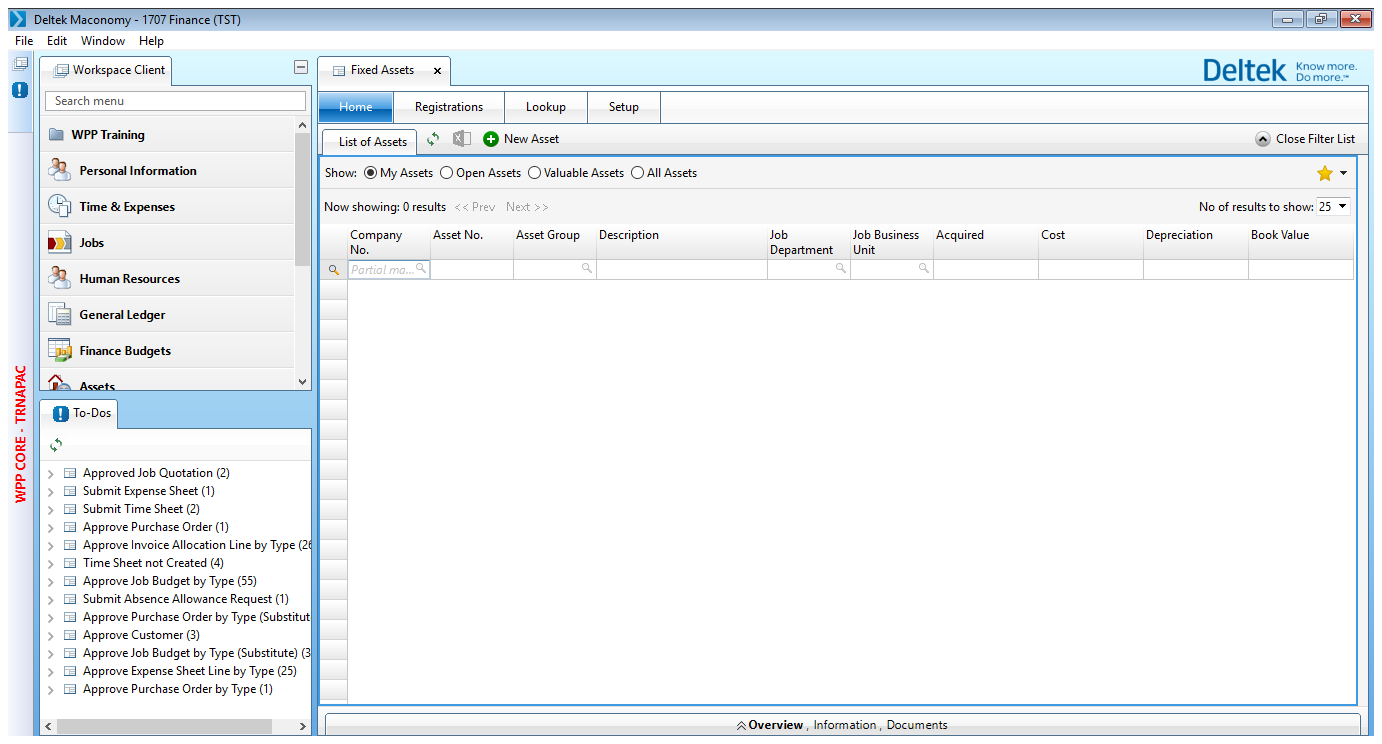 Deltek Maconomy - 1707 Finance (TST)
File Edit Window Help
Workspace Client
Search menu
WPP Training
Personal Information
Time & Expenses
Jobs
Human Resources
General Ledger
Finance Budgets
Assets
WPP CORE - TRNAPAC
To-Dos
Approved Job Quotation (2)
Submit Expense Sheet (1)
Submit Time Sheet (2)
Approve Purchase Order (1)
Approve Invoice Allocation Line by Type (26
Time Sheet not Created (4)
Approve Job Budget by Type (55)
Submit Absence Allowance Request (1)
Approve Purchase Order by Type (Substitut
Approve Customer (3)
Approve Job Budget by Type (Substitute) (3
Approve Expense Sheet Line by Type (25)
Approve Purchase Order by Type (1)
Fixed Assets
Deltek Know more.
Do more.™
Home Registrations Lookup Setup
List of Assets New Asset Close Filter List
Show: My Assets Open Assets Valuable Assets All Assets
Now showing: 0 results << Prev Next >> No of results to show: 25
Company No. Asset No. Asset Group Description Job Department Job Business Unit Acquired Cost Depreciation Book Value
Partial ma...
Overview , Information , Documents